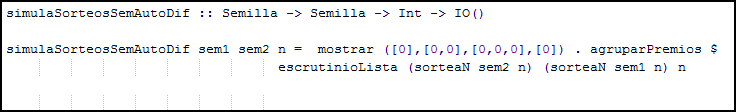 simulaSorteosSemAutoDif :: Semilla -> Semilla -> Int -> IO()
simulaSorteosSemAutoDif sem1 sem2 n =  mostrar ([0],[0,0],[0,0,0],[0]) . agruparPremios $
escrutinioLista (sorteaN sem2 n) (sorteaN sem1 n) n